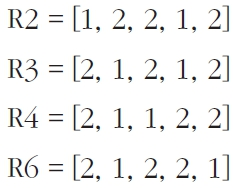 R2 = [1, 2, 2, 1, 2]
R3 = [2, 1, 2, 1, 2]
R4 = [2, 1, 1, 2, 2]
R6 = [2, 1, 2, 2, 1]